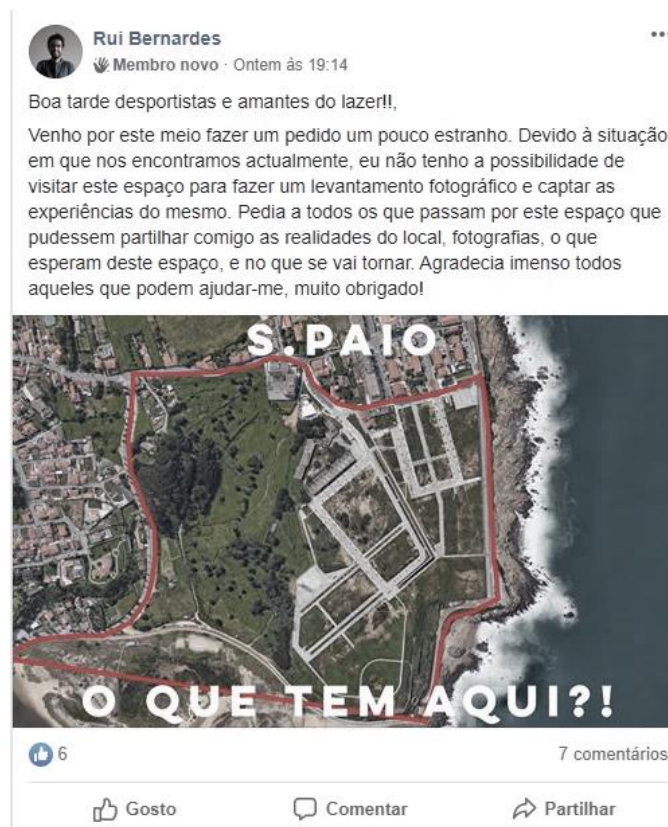 Rui Bernardes
Membro novo · Ontem às 19:14
Boa tarde desportistas e amantes do lazer!!,
Venho por este meio fazer um pedido um pouco estranho. Devido à situação
em que nos encontramos actualmente, eu não tenho a possibilidade de
visitar este espaço para fazer um levantamento fotográfico e captar as
experiências do mesmo. Pedia a todos os que passam por este espaço que
pudessem partilhar comigo as realidades do local, fotografias, o que
esperam deste espaço, e no que se vai tornar. Agradecia imenso todos
aqueles que podem ajudar-me, muito obrigado!
S.PAIO
O QUE TEM AQUI?!
6
7 comentários
Gosto
Comentar
Partilhar